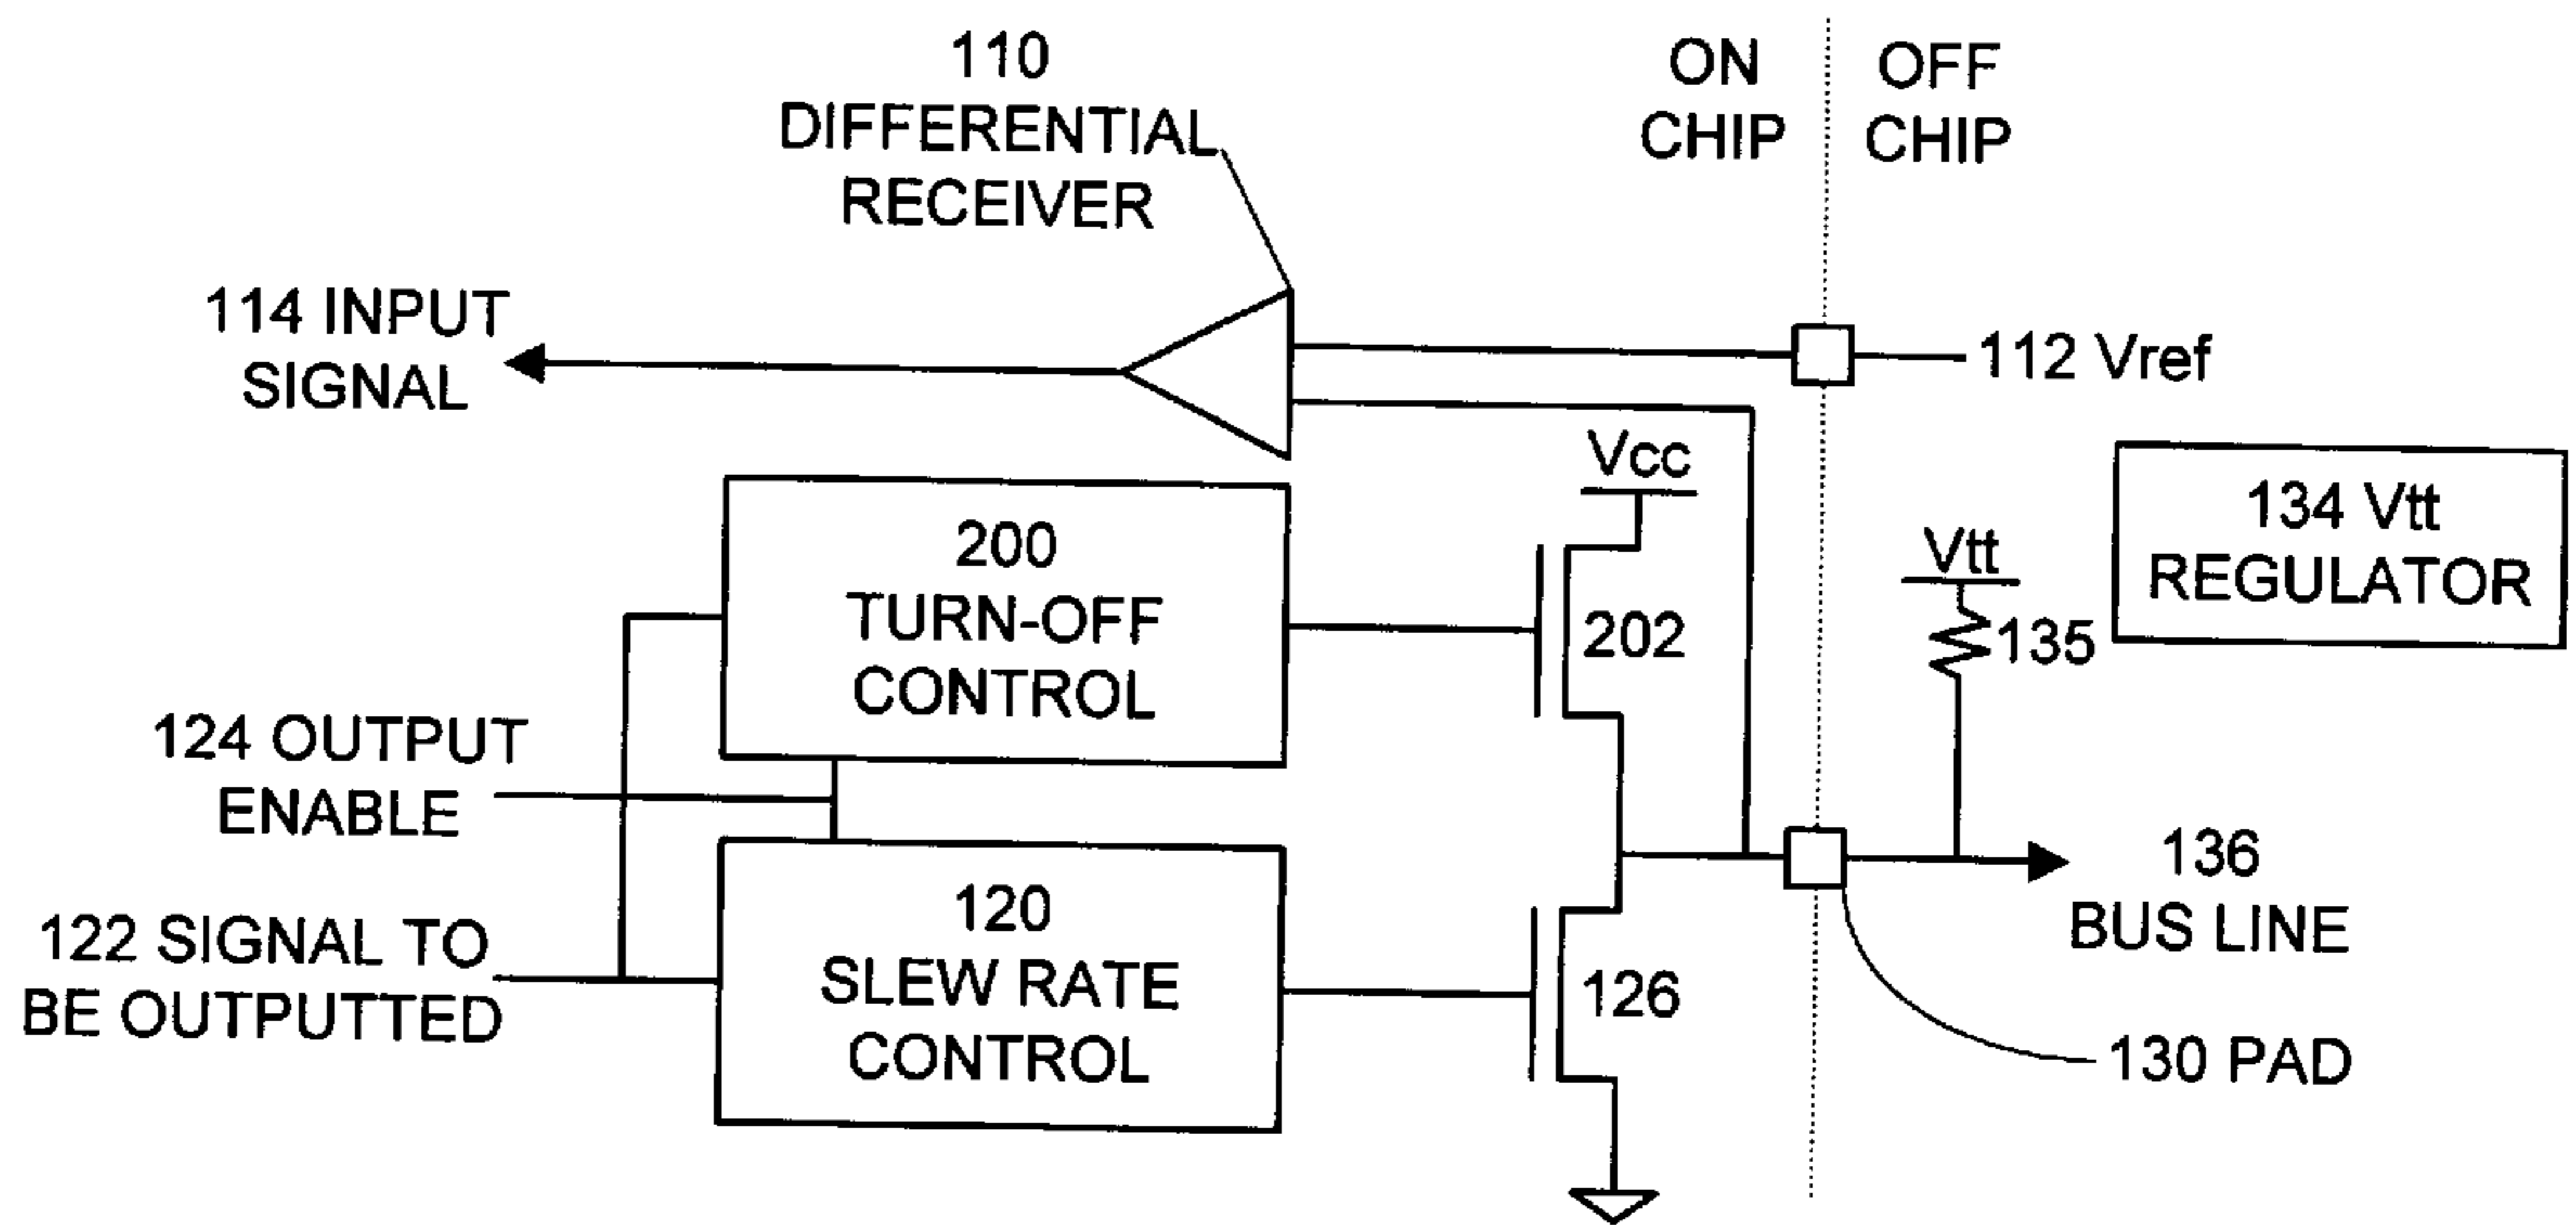 110
DIFFERENTIAL
RECEIVER
ON
CHIP
OFF
CHIP
114 INPUT
SIGNAL
112 Vref
Vcc
134 Vtt
REGULATOR
Vtt
135
200
TURN-OFF
CONTROL
202
124 OUTPUT
ENABLE
122 SIGNAL TO
BE OUTPUTTED
120
SLEW RATE
CONTROL
126
136
BUS LINE
130 PAD